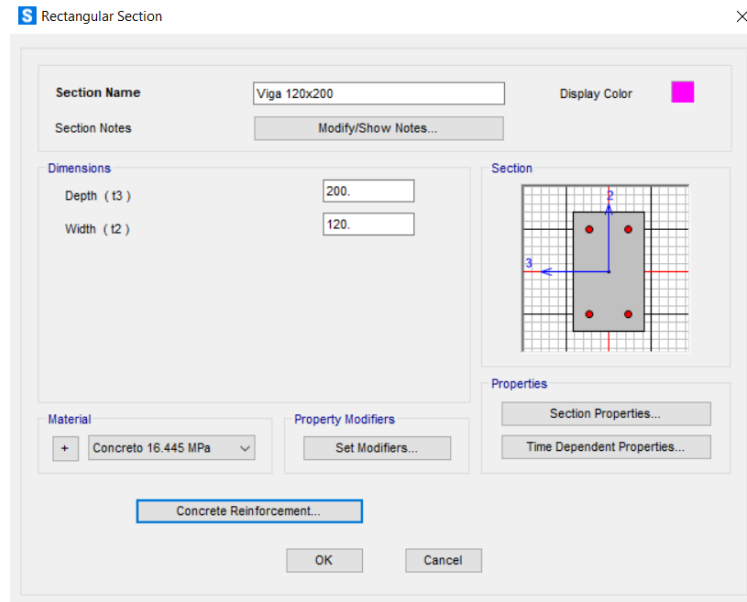 S Rectangular Section
Section Name
Viga 120x200
Display Color
Section Notes
Modify/Show Notes...
Dimensions
Depth ( t3 )
200.
Width ( t2 )
120.
Section
2
3
Properties
Section Properties...
Time Dependent Properties...
Material
+
Concreto 16.445 MPa
Property Modifiers
Set Modifiers...
Concrete Reinforcement...
OK
Cancel